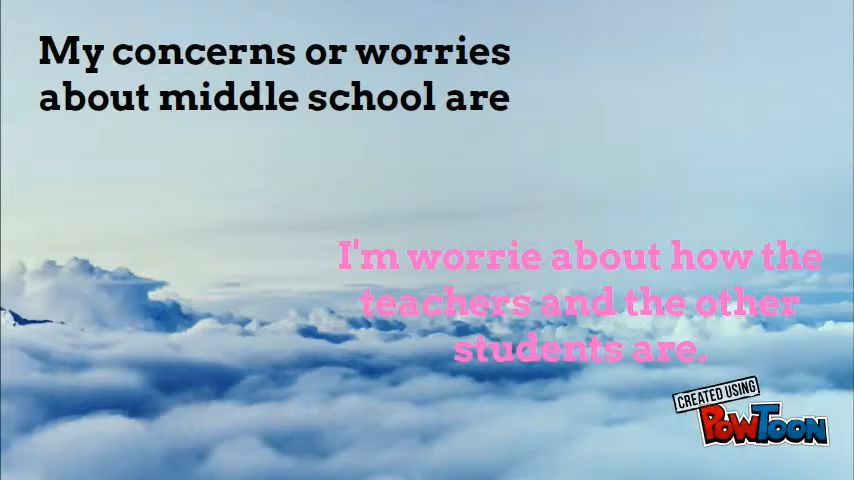 My concerns or worries
about middle school are
I'm worrie about how the
teachers and the other
students are.
CREATED USING
POWTOON